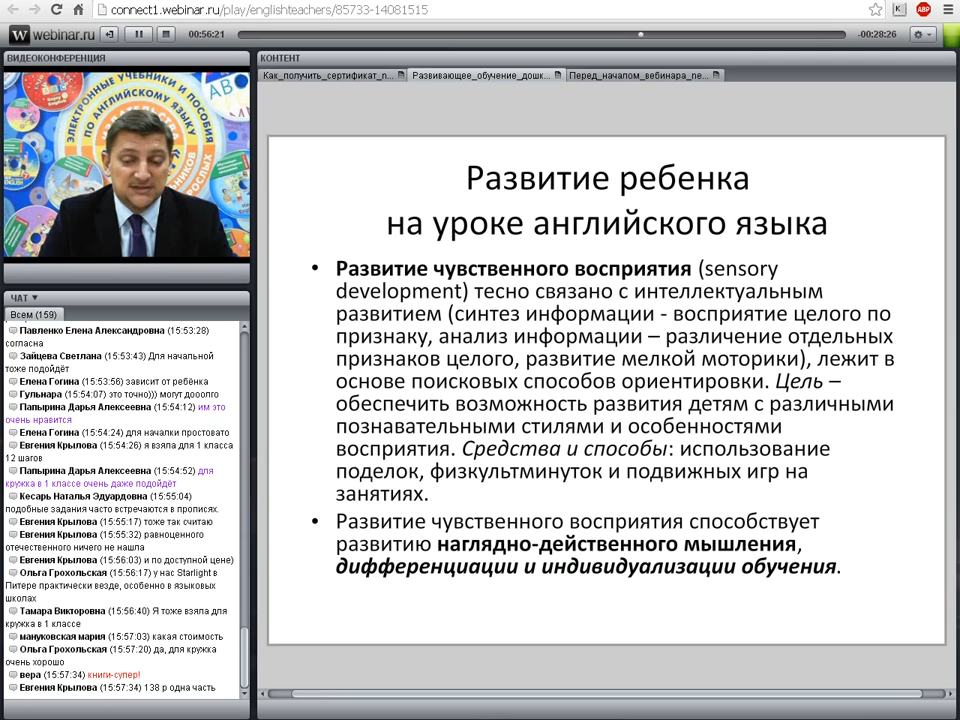 connect1.webinar.ru/play/englishteachers/85733-14081515
webinar.ru
00:56:21
-00:28:26
ВИДЕОКОНФЕРЕНЦИЯ
ЭЛЕКТРОННЫЕ УЧЕБНИКИ И ПОСОБИЯ
ПО АНГЛИЙСКОМУ ЯЗЫКУ
ЧАТ
Всем (159)
Павленко Елена Александровна (15:53:28)
согласна
Зайцева Светлана (15:53:43) Для начальной
тоже подойдёт
Елена Гогина (15:53:56) зависит от ребёнка
Гульнара (15:54:07) это точно))) могут дооолго
Папырина Дарья Алексеевна (15:54:12) им это
очень нравится
Елена Гогина (15:54:24) для началки простовато
Евгения Крылова (15:54:26) я взяла для 1 класса
12 шагов
Папырина Дарья Алексеевна (15:54:52) для
кружка в 1 классе очень даже подойдёт
Кесарь Наталья Эдуардовна (15:55:04)
подобные задания часто встречаются в прописях.
Евгения Крылова (15:55:17) тоже так считаю
Евгения Крылова (15:55:32) равноценного
отечественного ничего не нашла
Евгения Крылова (15:56:03) и по доступной цене)
Ольга Грохольская (15:56:17) у нас Starlight в
Питере практически везде, особенно в языковых
школах
Тамара Викторовна (15:56:40) Я тоже взяла для
кружка в 1 классе
мануковская мария (15:57:03) какая стоимость
Ольга Грохольская (15:57:20) да, для кружка
очень хорошо
вера (15:57:34) книги-супер!
Евгения Крылова (15:57:34) 138 р одна часть
КОНТЕНТ
Как_получить_сертификат_п...
Развивающее_обучение_дошк...
Перед_началом_вебинара_пе...
Развитие ребенка
на уроке английского языка
• Развитие чувственного восприятия (sensory
development) тесно связано с интеллектуальным
развитием (синтез информации - восприятие целого по
признаку, анализ информации – различение отдельных
признаков целого, развитие мелкой моторики), лежит в
основе поисковых способов ориентировки. Цель –
обеспечить возможность развития детям с различными
познавательными стилями и особенностями
восприятия. Средства и способы: использование
поделок, физкультминуток и подвижных игр на
занятиях.
• Развитие чувственного восприятия способствует
развитию наглядно-действенного мышления,
дифференциации и индивидуализации обучения.